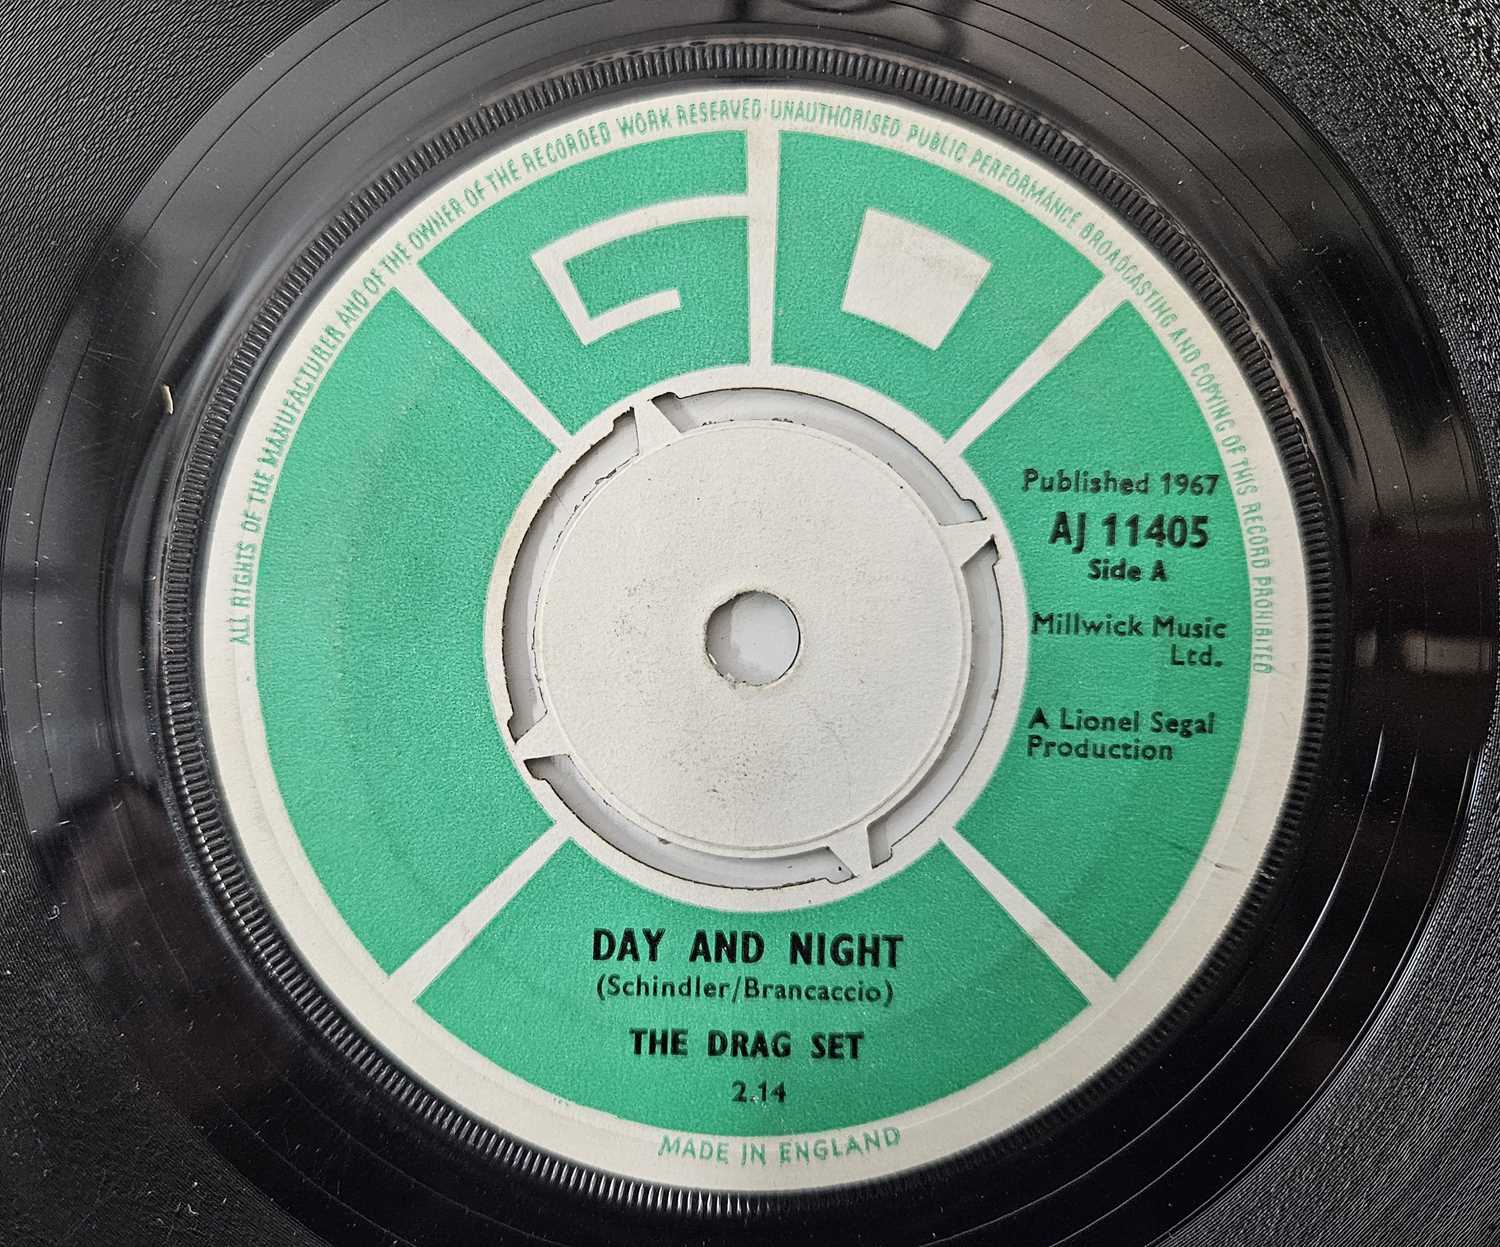 ALL RIGHTS OF THE MANUFACTURER AND OF THE OWNER OF THE RECORDED WORK RESERVED·UNAUTHORISED PUBLIC PERFORMANCE BROADCASTING AND COPYING OF THIS RECORD PROHIBITED
GO
Published 1967
AJ 11405
Side A
Millwick Music
Ltd.
A Lionel Segal
Production
DAY AND NIGHT
(Schindler/Brancaccio)
THE DRAG SET
2.14
MADE IN ENGLAND